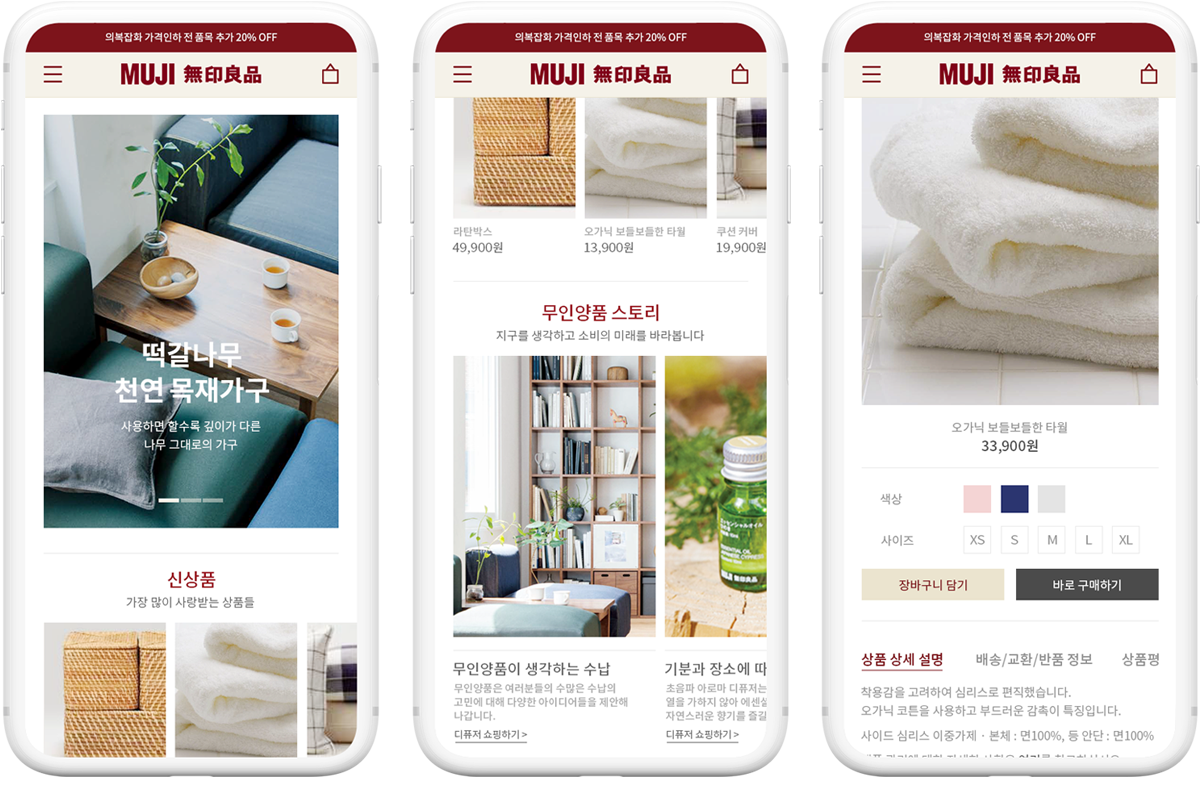 의복잡화 가격인하 전 품목 추가 20% OFF
MUJI 無印良品
떡갈나무
천연 목재가구
사용하면 할수록 깊이가 다른
나무 그대로의 가구
신상품
가장 많이 사랑받는 상품들
의복잡화 가격인하 전 품목 추가 20% OFF
MUJI 無印良品
라탄박스
49,900원
오가닉 보들보들한 타월
13,900원
쿠션 커버
19,900원
무인양품 스토리
지구를 생각하고 소비의 미래를 바라봅니다
ESSENTIAL OIL
JAPANESE CYPRESS
MUJI 無印良品
무인양품이 생각하는 수납
무인양품은 여러분들의 수많은 수납의
고민에 대해 다양한 아이디어들을 제안해
나갑니다.
디퓨저 쇼핑하기 >
기분과 장소에 따
초음파 아로마 디퓨저는
열을 가하지 않아 에센셜
자연스러운 향기를 즐길
디퓨저 쇼핑하기 >
의복잡화 가격인하 전 품목 추가 20% OFF
MUJI 無印良品
오가닉 보들보들한 타월
33,900원
색상
사이즈 XS S M L XL
장바구니 담기 바로 구매하기
상품 상세 설명 배송/교환/반품 정보 상품평
착용감을 고려하여 심리스로 편직했습니다.
오가닉 코튼을 사용하고 부드러운 감촉이 특징입니다.
사이드 심리스 이중가제 · 본체 : 면100%, 등 안단 : 면100%